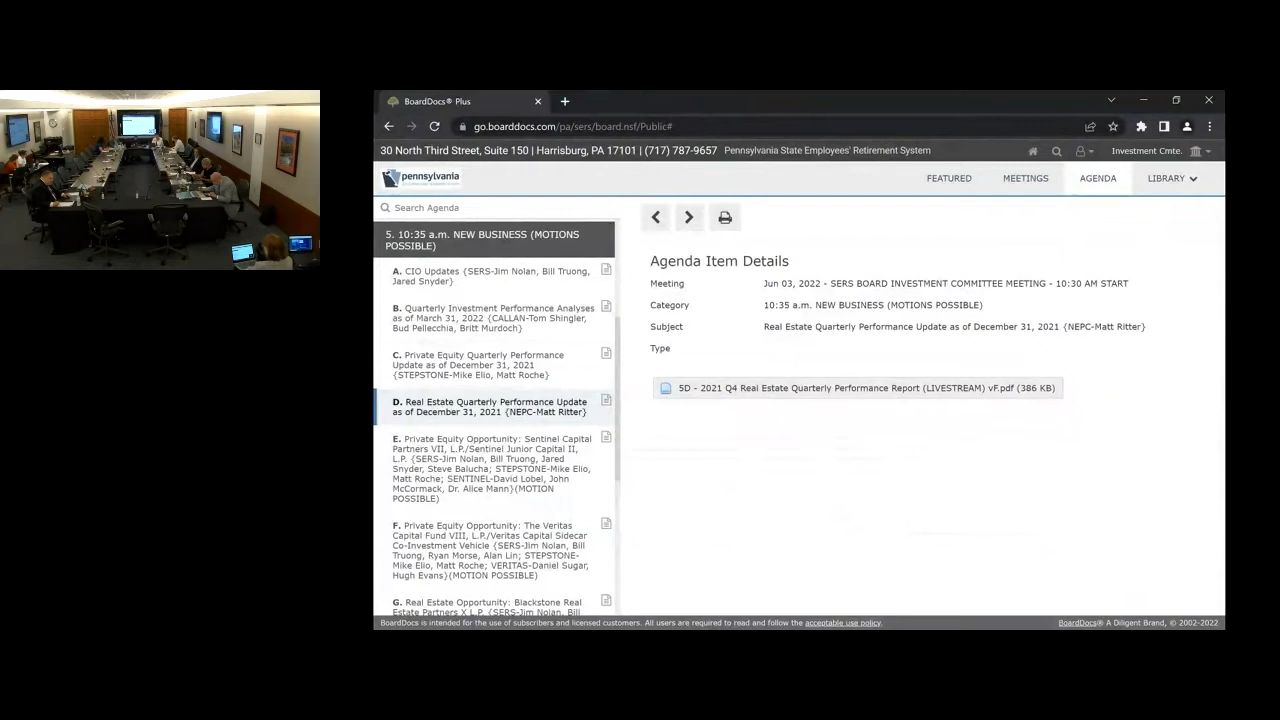 BoardDocs® Plus
go.boarddocs.com/pa/sers/board.nsf/Public#
30 North Third Street, Suite 150 | Harrisburg, PA 17101 | (717) 787-9657 Pennsylvania State Employees' Retirement System
Investment Cmte.
pennsylvania
FEATURED MEETINGS AGENDA LIBRARY
Search Agenda
5. 10:35 a.m. NEW BUSINESS (MOTIONS
POSSIBLE)
A. CIO Updates {SERS-Jim Nolan, Bill Truong,
Jared Snyder}
B. Quarterly Investment Performance Analyses
as of March 31, 2022 {CALLAN-Tom Shingler,
Bud Pellecchia, Britt Murdoch}
C. Private Equity Quarterly Performance
Update as of December 31, 2021
{STEPSTONE-Mike Elio, Matt Roche}
D. Real Estate Quarterly Performance Update
as of December 31, 2021 {NEPC-Matt Ritter}
E. Private Equity Opportunity: Sentinel Capital
Partners VII, L.P./Sentinel Junior Capital II,
L.P. {SERS-Jim Nolan, Bill Truong, Jared
Snyder, Steve Balucha; STEPSTONE-Mike Elio,
Matt Roche; SENTINEL-David Lobel, John
McCormack, Dr. Alice Mann}(MOTION
POSSIBLE)
F. Private Equity Opportunity: The Veritas
Capital Fund VIII, L.P./Veritas Capital Sidecar
Co-Investment Vehicle {SERS-Jim Nolan, Bill
Truong, Ryan Morse, Alan Lin; STEPSTONE-
Mike Elio, Matt Roche; VERITAS-Daniel Sugar,
Hugh Evans}(MOTION POSSIBLE)
G. Real Estate Opportunity: Blackstone Real
Estate Partners X L.P. {SERS-Jim Nolan, Bill
Agenda Item Details
Meeting Jun 03, 2022 - SERS BOARD INVESTMENT COMMITTEE MEETING - 10:30 AM START
Category 10:35 a.m. NEW BUSINESS (MOTIONS POSSIBLE)
Subject Real Estate Quarterly Performance Update as of December 31, 2021 {NEPC-Matt Ritter}
Type
5D - 2021 Q4 Real Estate Quarterly Performance Report (LIVESTREAM) vF.pdf (386 KB)
BoardDocs is intended for the use of subscribers and licensed customers. All users are required to read and follow the acceptable use policy.
BoardDocs® A Diligent Brand, © 2002-2022